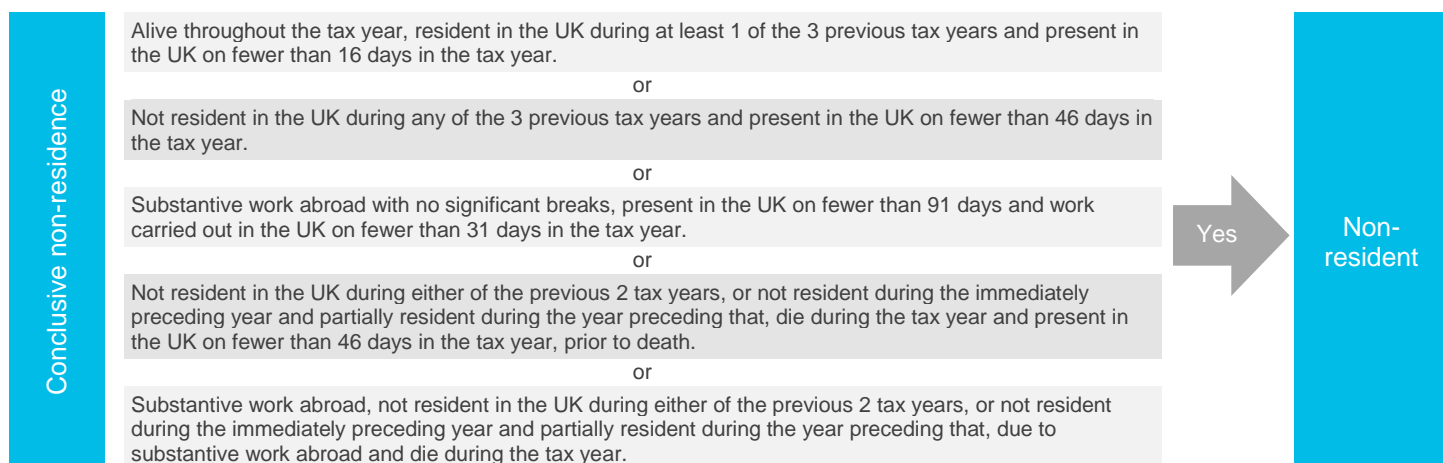 Conclusive non-residence
Alive throughout the tax year, resident in the UK during at least 1 of the 3 previous tax years and present in
the UK on fewer than 16 days in the tax year.
or
Not resident in the UK during any of the 3 previous tax years and present in the UK on fewer than 46 days in
the tax year.
or
Substantive work abroad with no significant breaks, present in the UK on fewer than 91 days and work
carried out in the UK on fewer than 31 days in the tax year.
or
Not resident in the UK during either of the previous 2 tax years, or not resident during the immediately
preceding year and partially resident during the year preceding that, die during the tax year and present in
the UK on fewer than 46 days in the tax year, prior to death.
or
Substantive work abroad, not resident in the UK during either of the previous 2 tax years, or not resident
during the immediately preceding year and partially resident during the year preceding that, due to
substantive work abroad and die during the tax year.
Yes
Non-
resident